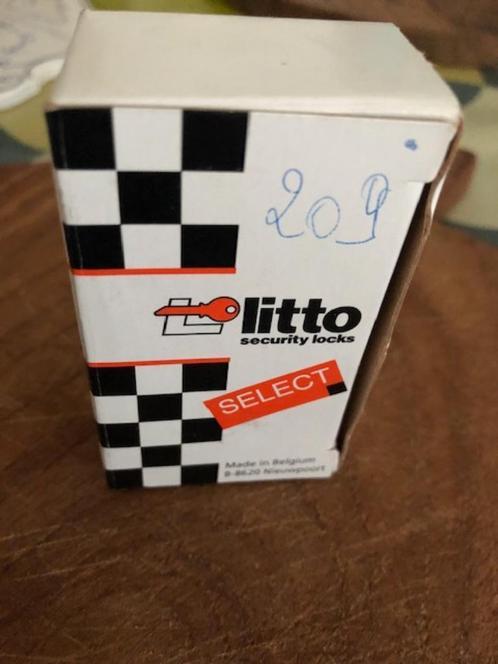 209
litto
security locks
SELECT
Made in Belgium
B-8620 Nieuwpoort